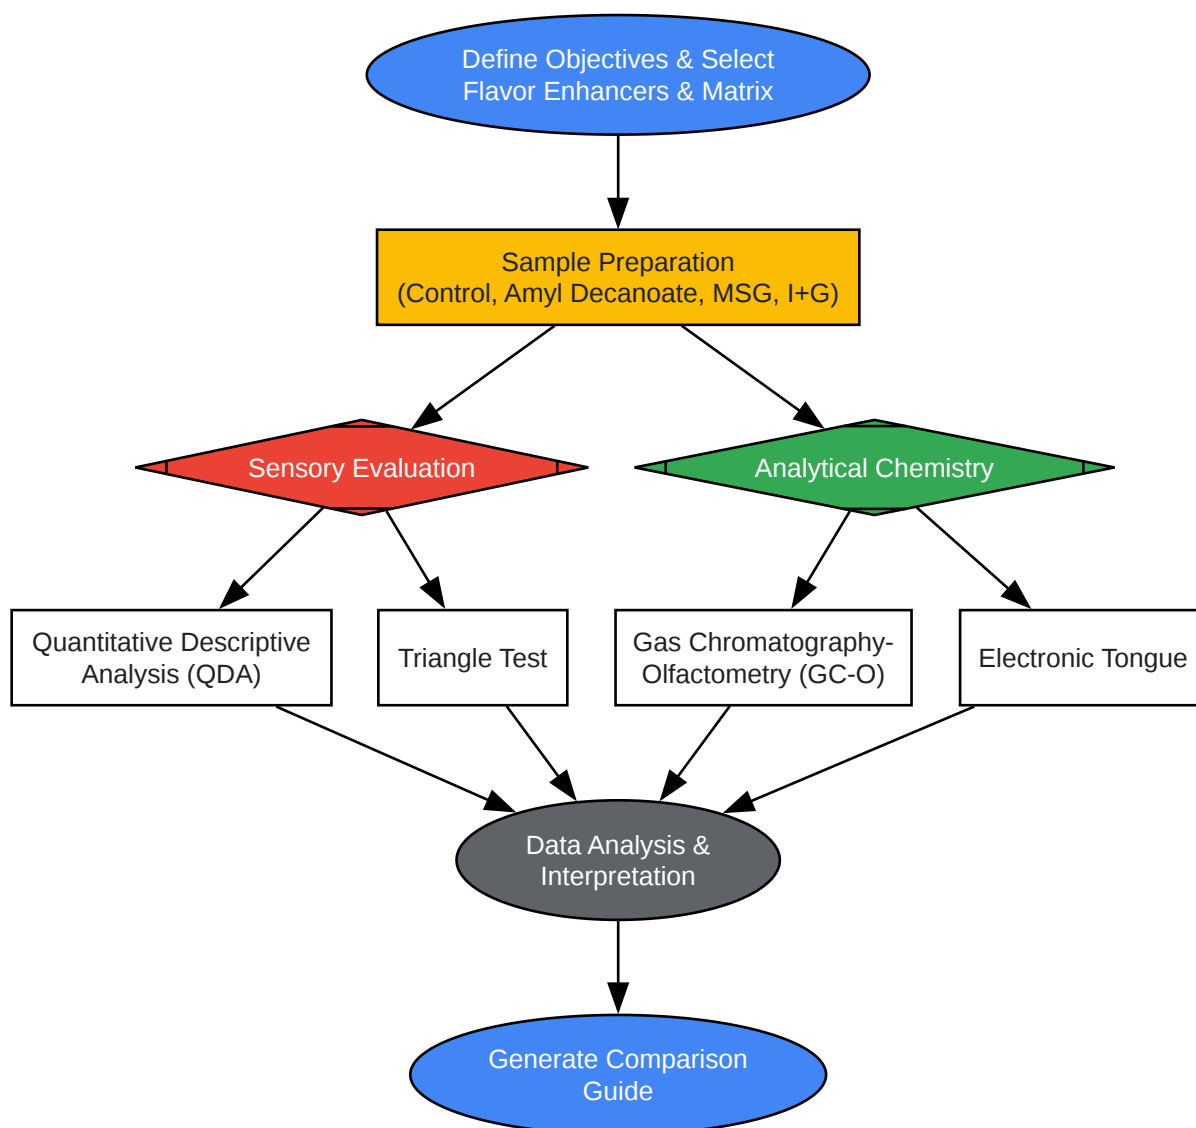 Define Objectives & Select
Flavor Enhancers & Matrix
Sample Preparation
(Control, Amyl Decanoate, MSG, I+G)
Sensory Evaluation
Analytical Chemistry
Quantitative Descriptive
Analysis (QDA)
Triangle Test
Gas Chromatography-
Olfactometry (GC-O)
Electronic Tongue
Data Analysis &
Interpretation
Generate Comparison
Guide